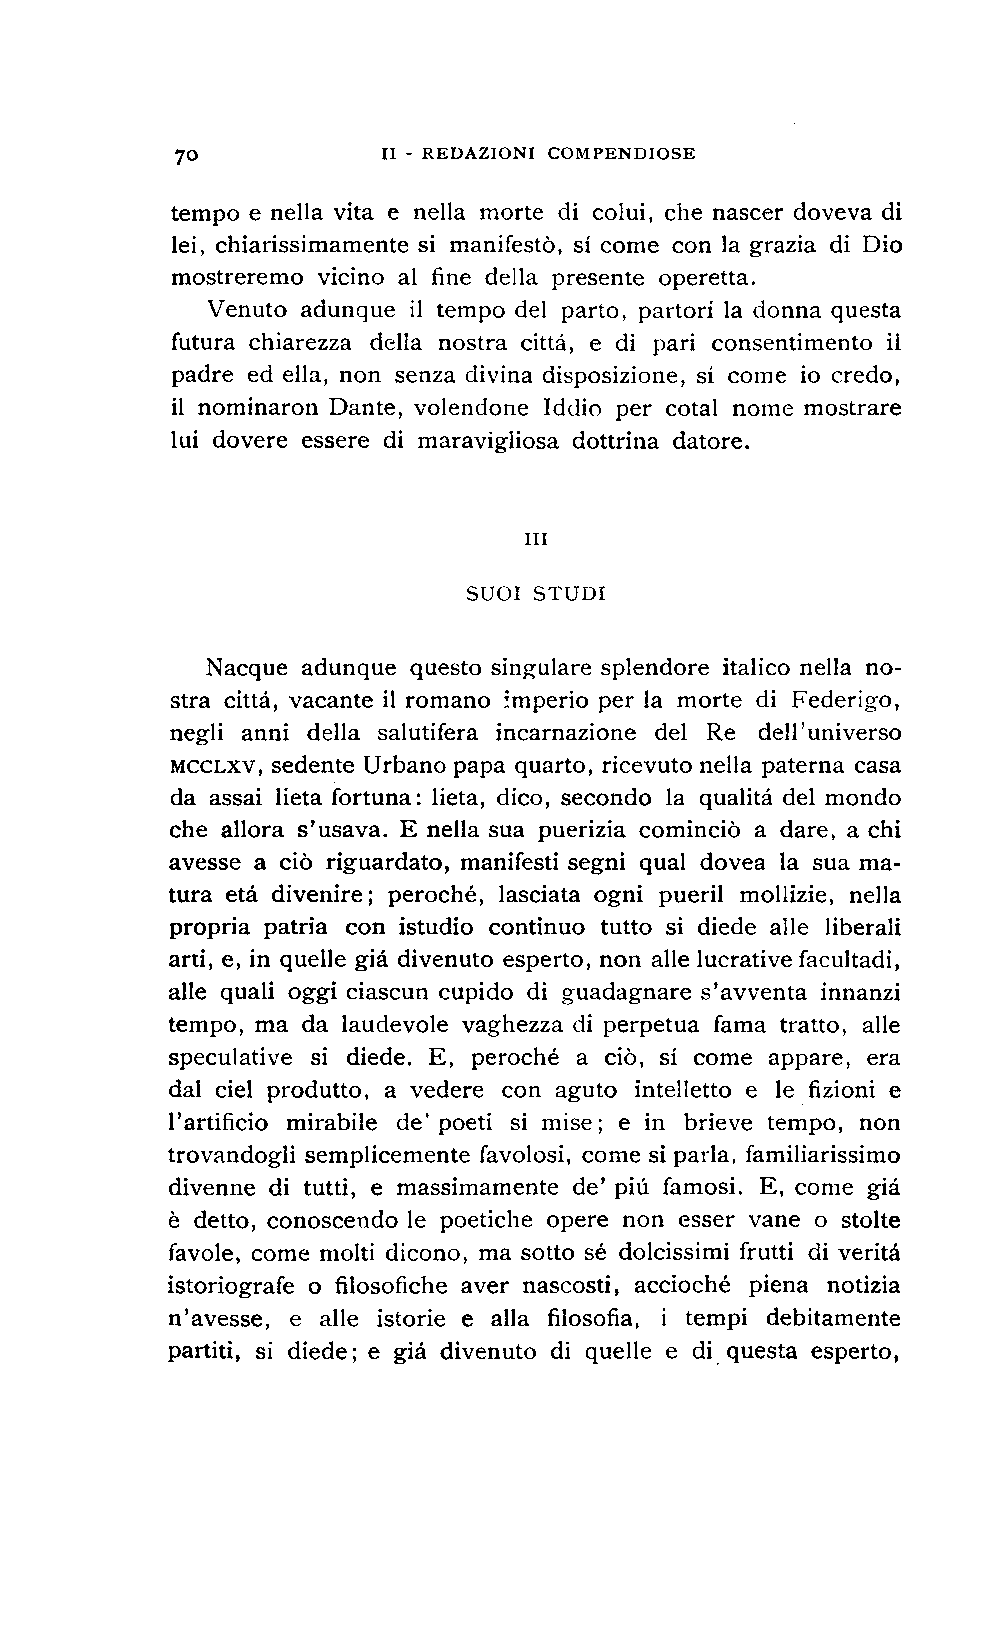 70 II - REDAZIONI COMPENDIOSE
tempo e nella vita e nella morte di colui, che nascer doveva di
lei, chiarissimamente si manifestò, sí come con la grazia di Dio
mostreremo vicino al fine della presente operetta.
Venuto adunque il tempo del parto, partorí la donna questa
futura chiarezza della nostra cittá, e di pari consentimento il
padre ed ella, non senza divina disposizione, sí come io credo,
il nominaron Dante, volendone Iddio per cotal nome mostrare
lui dovere essere di maravigliosa dottrina datore.
III
SUOI STUDI
Nacque adunque questo singulare splendore italico nella no-
stra cittá, vacante il romano imperio per la morte di Federigo,
negli anni della salutifera incarnazione del Re dell'universo
MCCLXV, sedente Urbano papa quarto, ricevuto nella paterna casa
da assai lieta fortuna: lieta, dico, secondo la qualitá del mondo
che allora s'usava. E nella sua puerizia cominciò a dare, a chi
avesse a ciò riguardato, manifesti segni qual dovea la sua ma-
tura etá divenire; peroché, lasciata ogni pueril mollizie, nella
propria patria con istudio continuo tutto si diede alle liberali
arti, e, in quelle giá divenuto esperto, non alle lucrative facultadi,
alle quali oggi ciascun cupido di guadagnare s'avventa innanzi
tempo, ma da laudevole vaghezza di perpetua fama tratto, alle
speculative si diede. E, peroché a ciò, sí come appare, era
dal ciel produtto, a vedere con aguto intelletto e le fizioni e
l'artificio mirabile de' poeti si mise; e in brieve tempo, non
trovandogli semplicemente favolosi, come si parla, familiarissimo
divenne di tutti, e massimamente de' piú famosi. E, come giá
è detto, conoscendo le poetiche opere non esser vane o stolte
favole, come molti dicono, ma sotto sé dolcissimi frutti di veritá
istoriografe o filosofiche aver nascosti, accioché piena notizia
n'avesse, e alle istorie e alla filosofia, i tempi debitamente
partiti, si diede; e giá divenuto di quelle e di questa esperto,